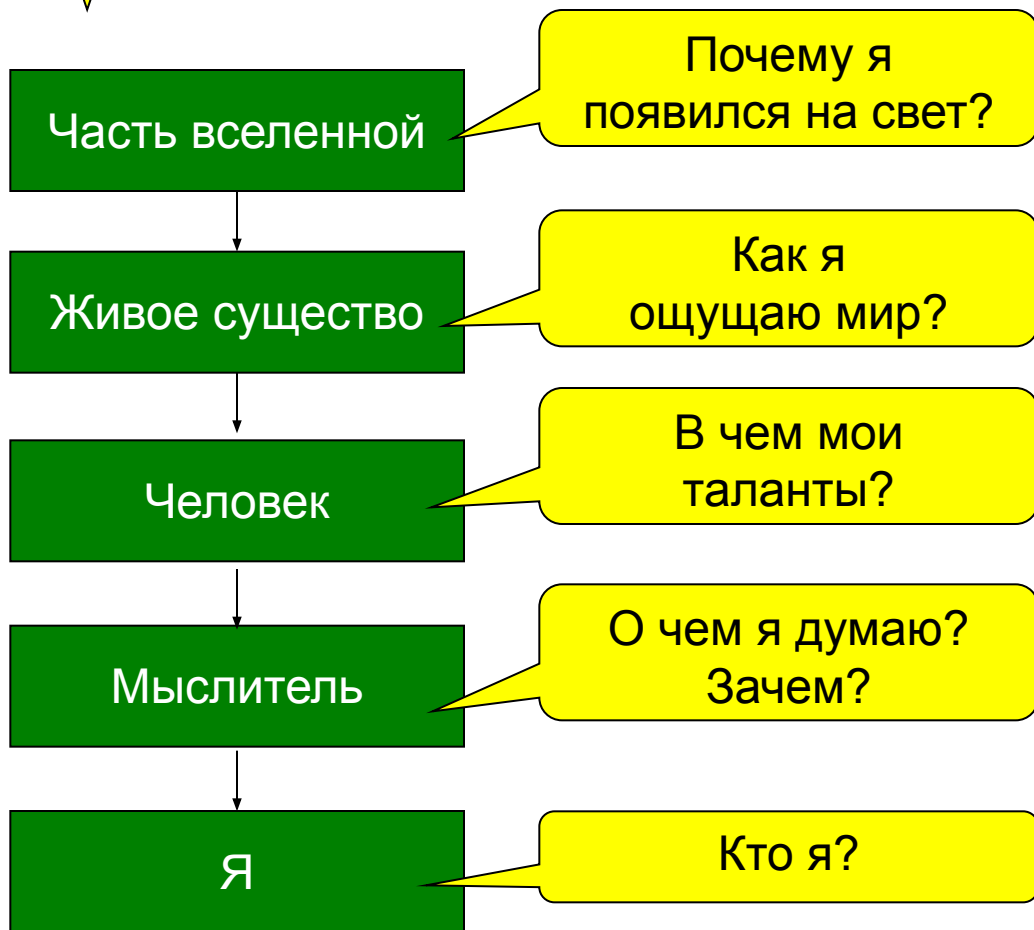 Почему я
появился на свет?
Часть вселенной
Как я
ощущаю мир?
Живое существо
В чем мои
таланты?
Человек
О чем я думаю?
Зачем?
Мыслитель
Кто я?
Я